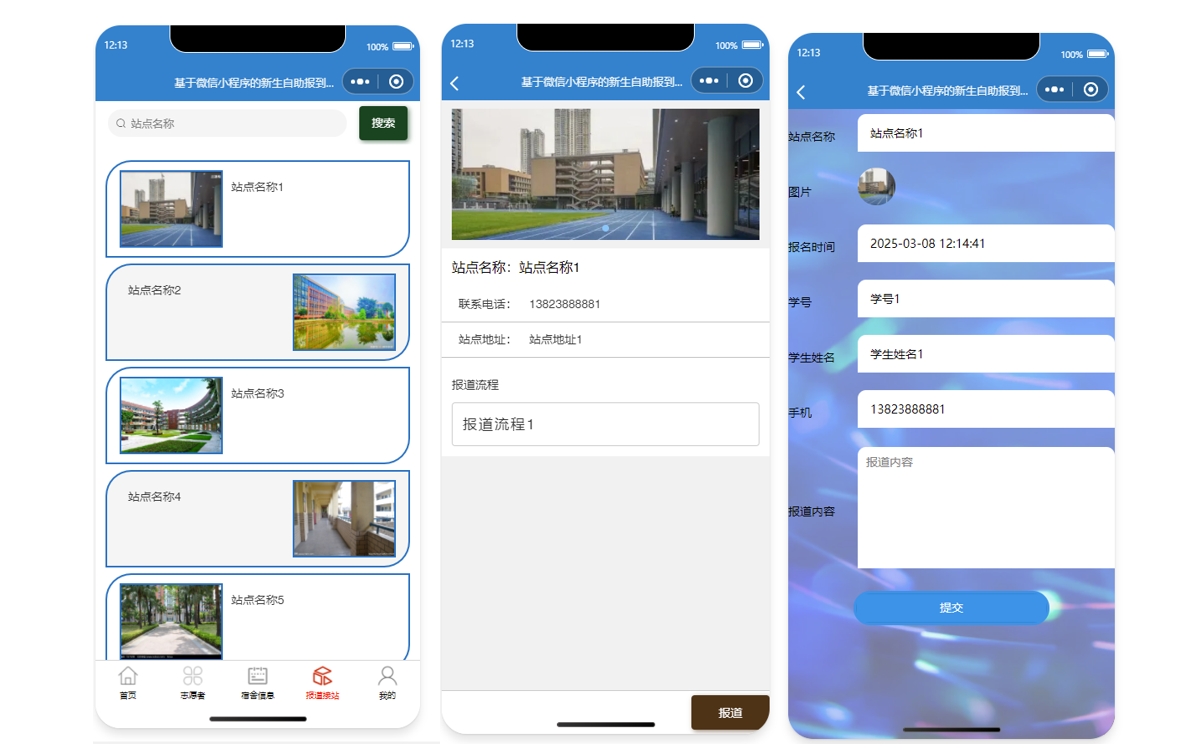 12:13
100%
基于微信小程序的新生自助报到...
站点名称
搜索
站点名称1
站点名称2
站点名称3
站点名称4
站点名称5
首页
志愿者
宿舍信息
报道接站
我的
12:13
100%
基于微信小程序的新生自助报到...
站点名称：站点名称1
联系电话： 13823888881
站点地址： 站点地址1
报道流程
报道流程1
报道
12:13
100%
基于微信小程序的新生自助报到...
站点名称 站点名称1
图片
报名时间 2025-03-08 12:14:41
学号 学号1
学生姓名 学生姓名1
手机 13823888881
报道内容
报道内容
提交